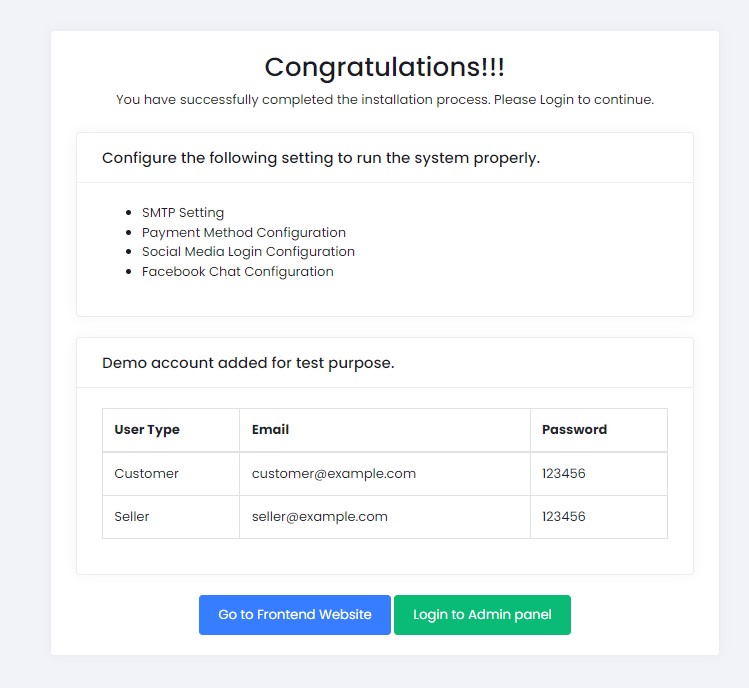 Congratulations!!!
You have successfully completed the installation process. Please Login to continue.
Configure the following setting to run the system properly.
SMTP Setting
Payment Method Configuration
Social Media Login Configuration
Facebook Chat Configuration
Demo account added for test purpose.
User Type Email Password
Customer customer@example.com 123456
Seller seller@example.com 123456
Go to Frontend Website Login to Admin panel